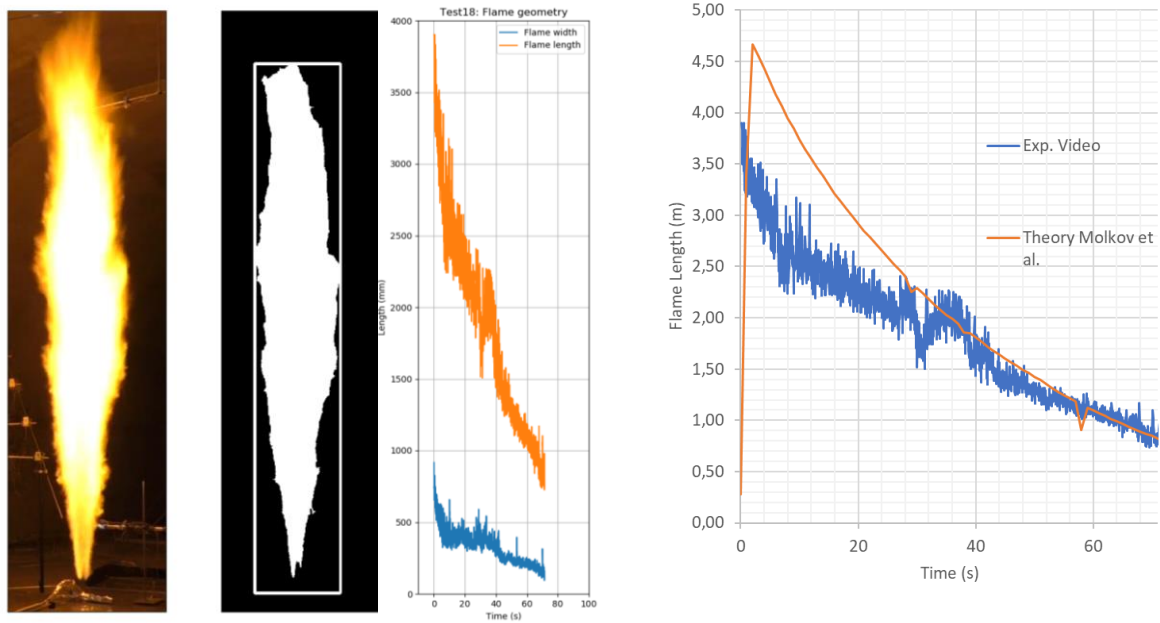 Test18: Flame geometry
Flame width
Flame length
4000
3500
3000
2500
2000
1500
1000
500
0
Length (mm)
0 20 40 60 80 100
Time (s)
5,00
4,50
4,00
3,50
3,00
2,50
2,00
1,50
1,00
0,50
0,00
Flame Length (m)
Exp. Video
Theory Molkov et
al.
0 20 40 60
Time (s)